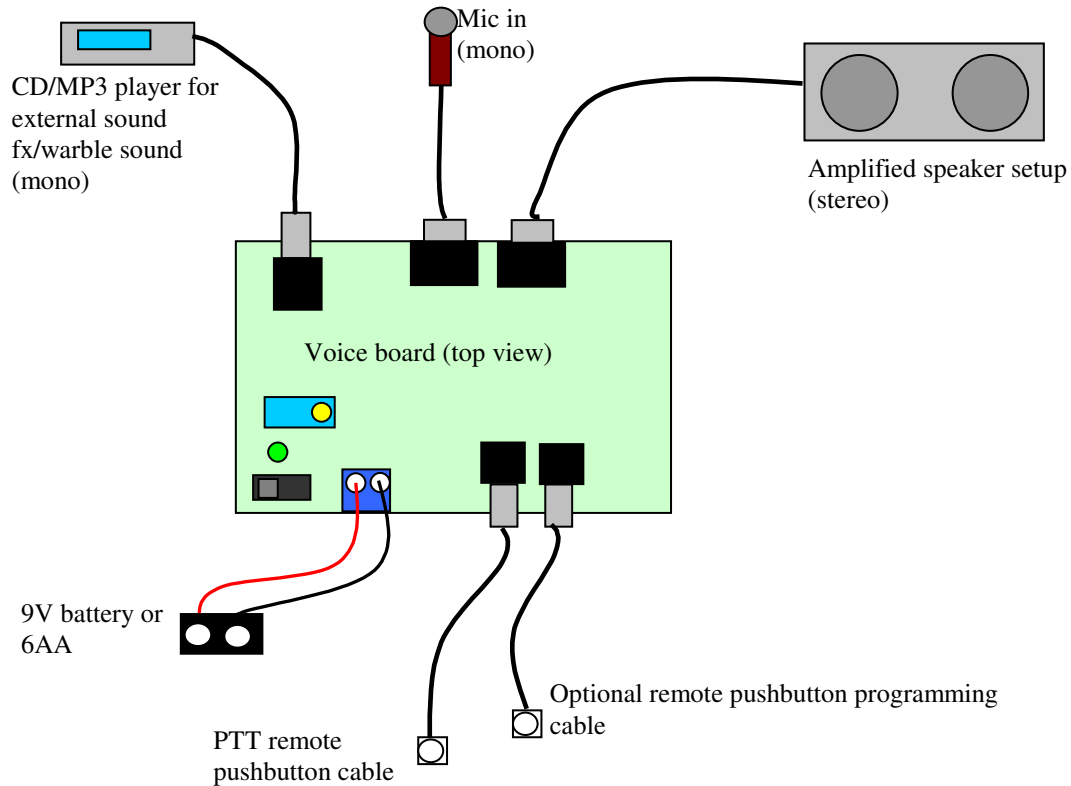 Mic in
(mono)
CD/MP3 player for
external sound
fx/warble sound
(mono)
Amplified speaker setup
(stereo)
Voice board (top view)
9V battery or
6AA
Optional remote pushbutton programming
cable
PTT remote
pushbutton cable